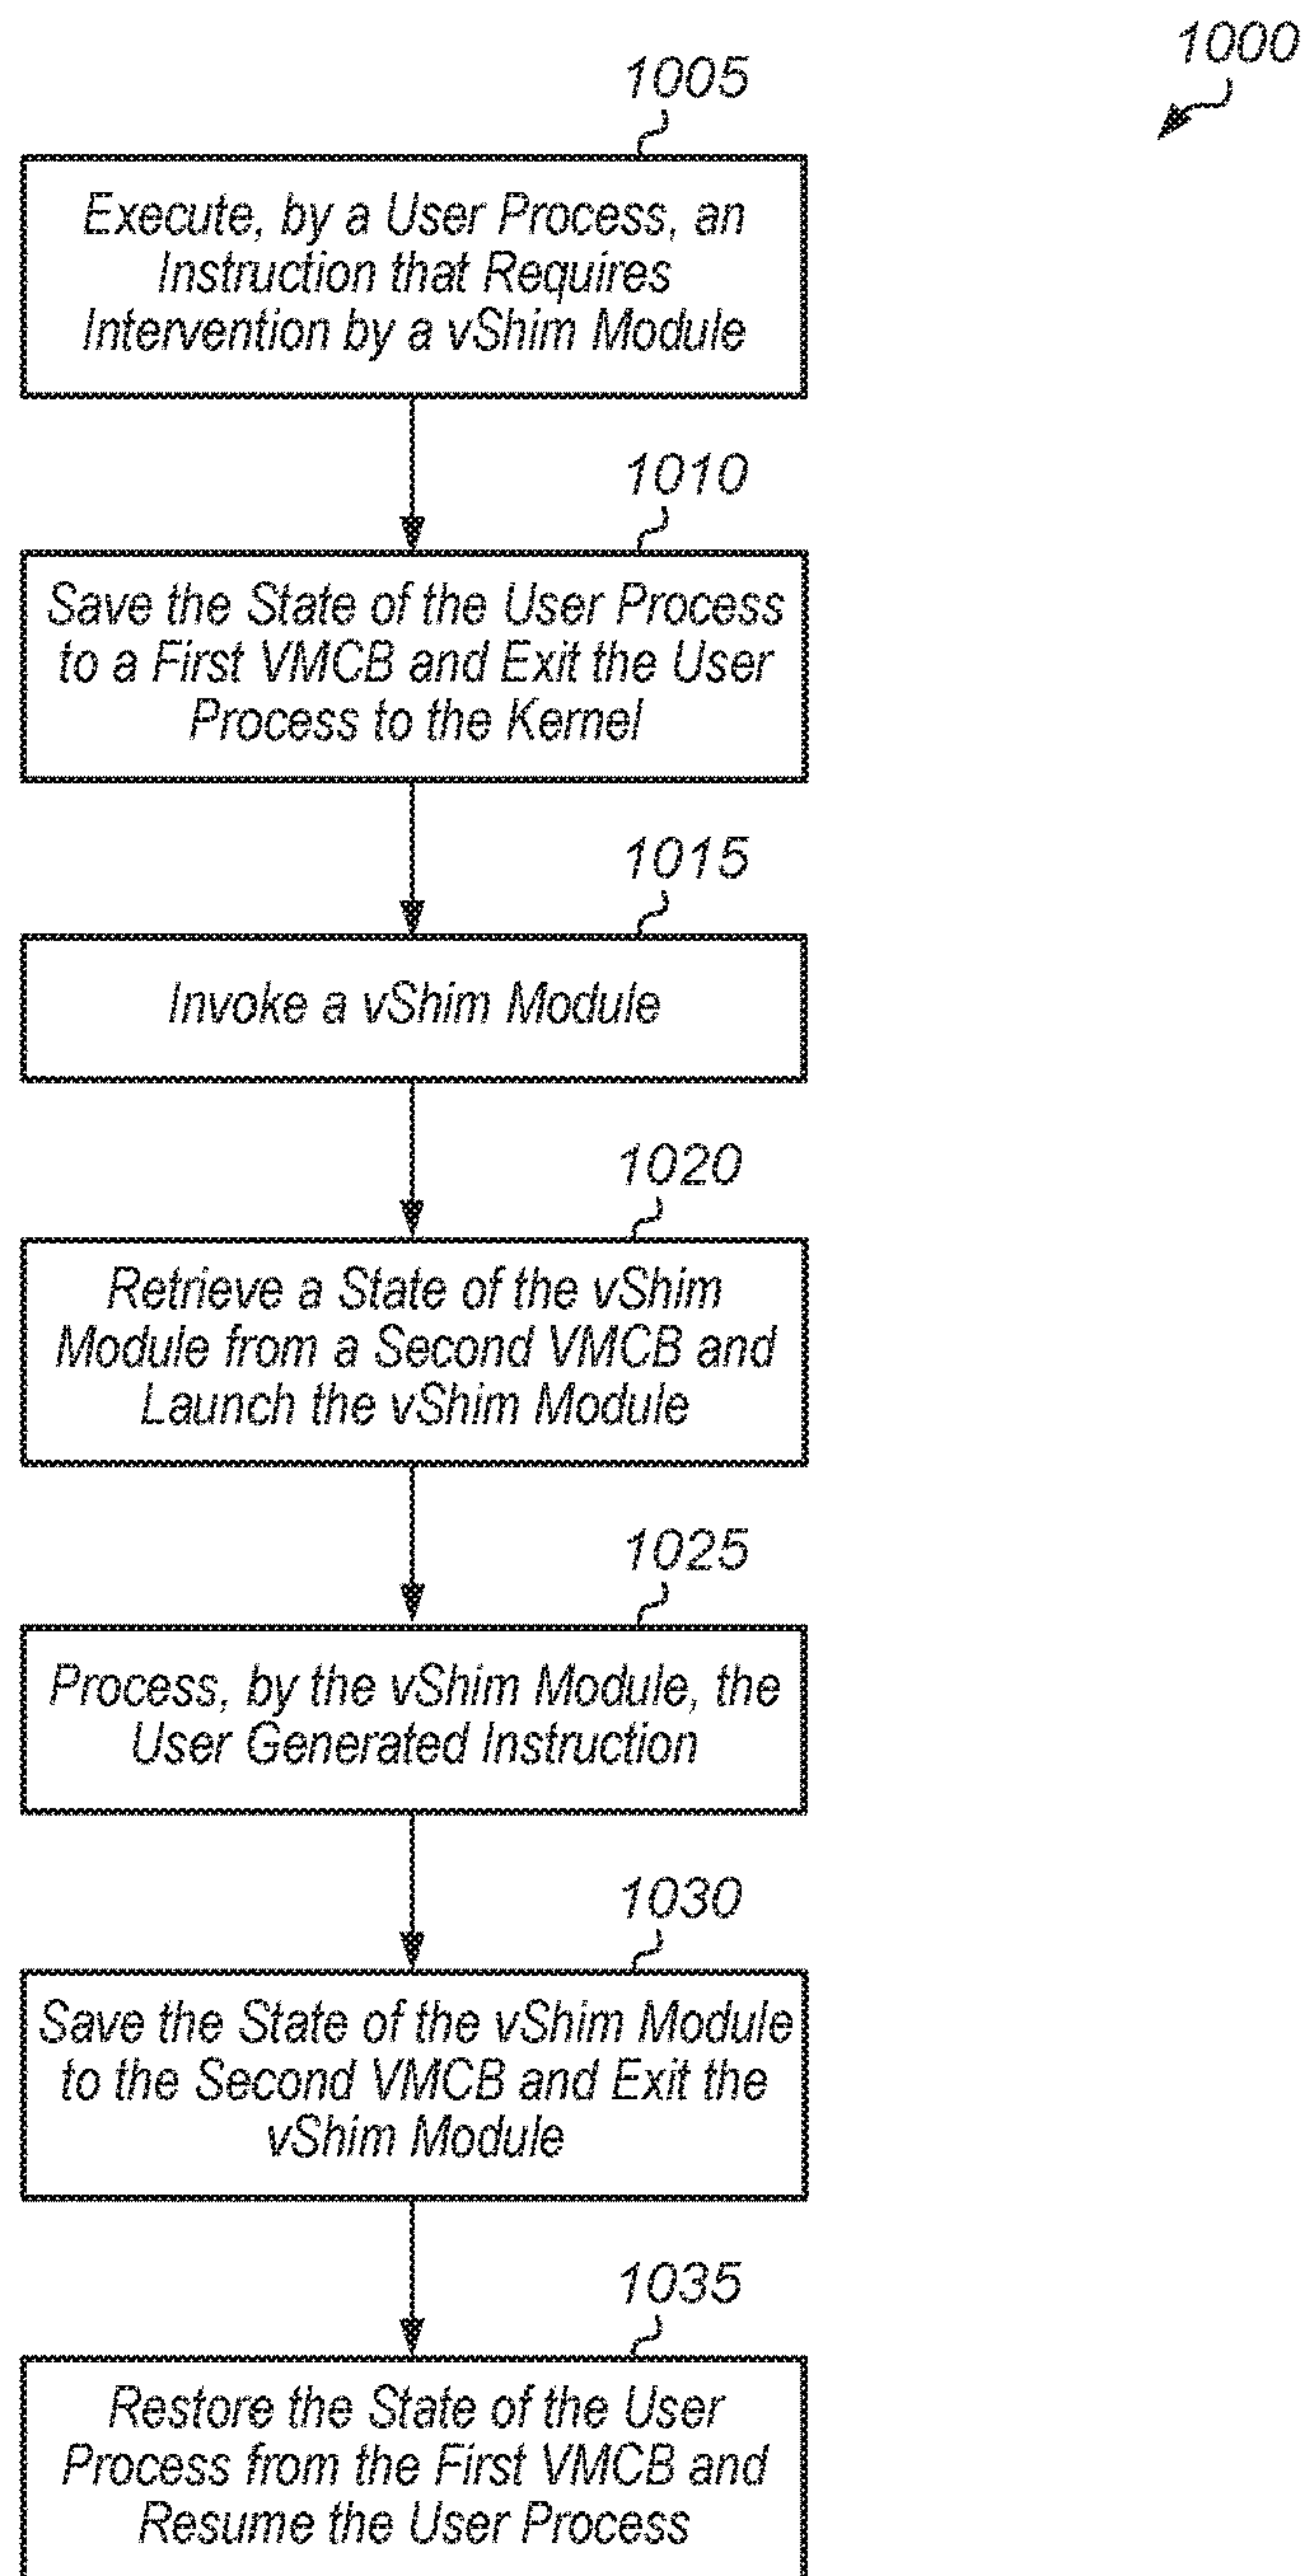 1000
1005
Execute, by a User Process, an
Instruction that Requires
Intervention by a vShim Module
1010
Save the State of the User Process
to a First VMCB and Exit the User
Process to the Kernel
1015
Invoke a vShim Module
1020
Retrieve a State of the vShim
Module from a Second VMCB and
Launch the vShim Module
1025
Process, by the vShim Module, the
User Generated Instruction
1030
Save the State of the vShim Module
to the Second VMCB and Exit the
vShim Module
1035
Restore the State of the User
Process from the First VMCB and
Resume the User Process